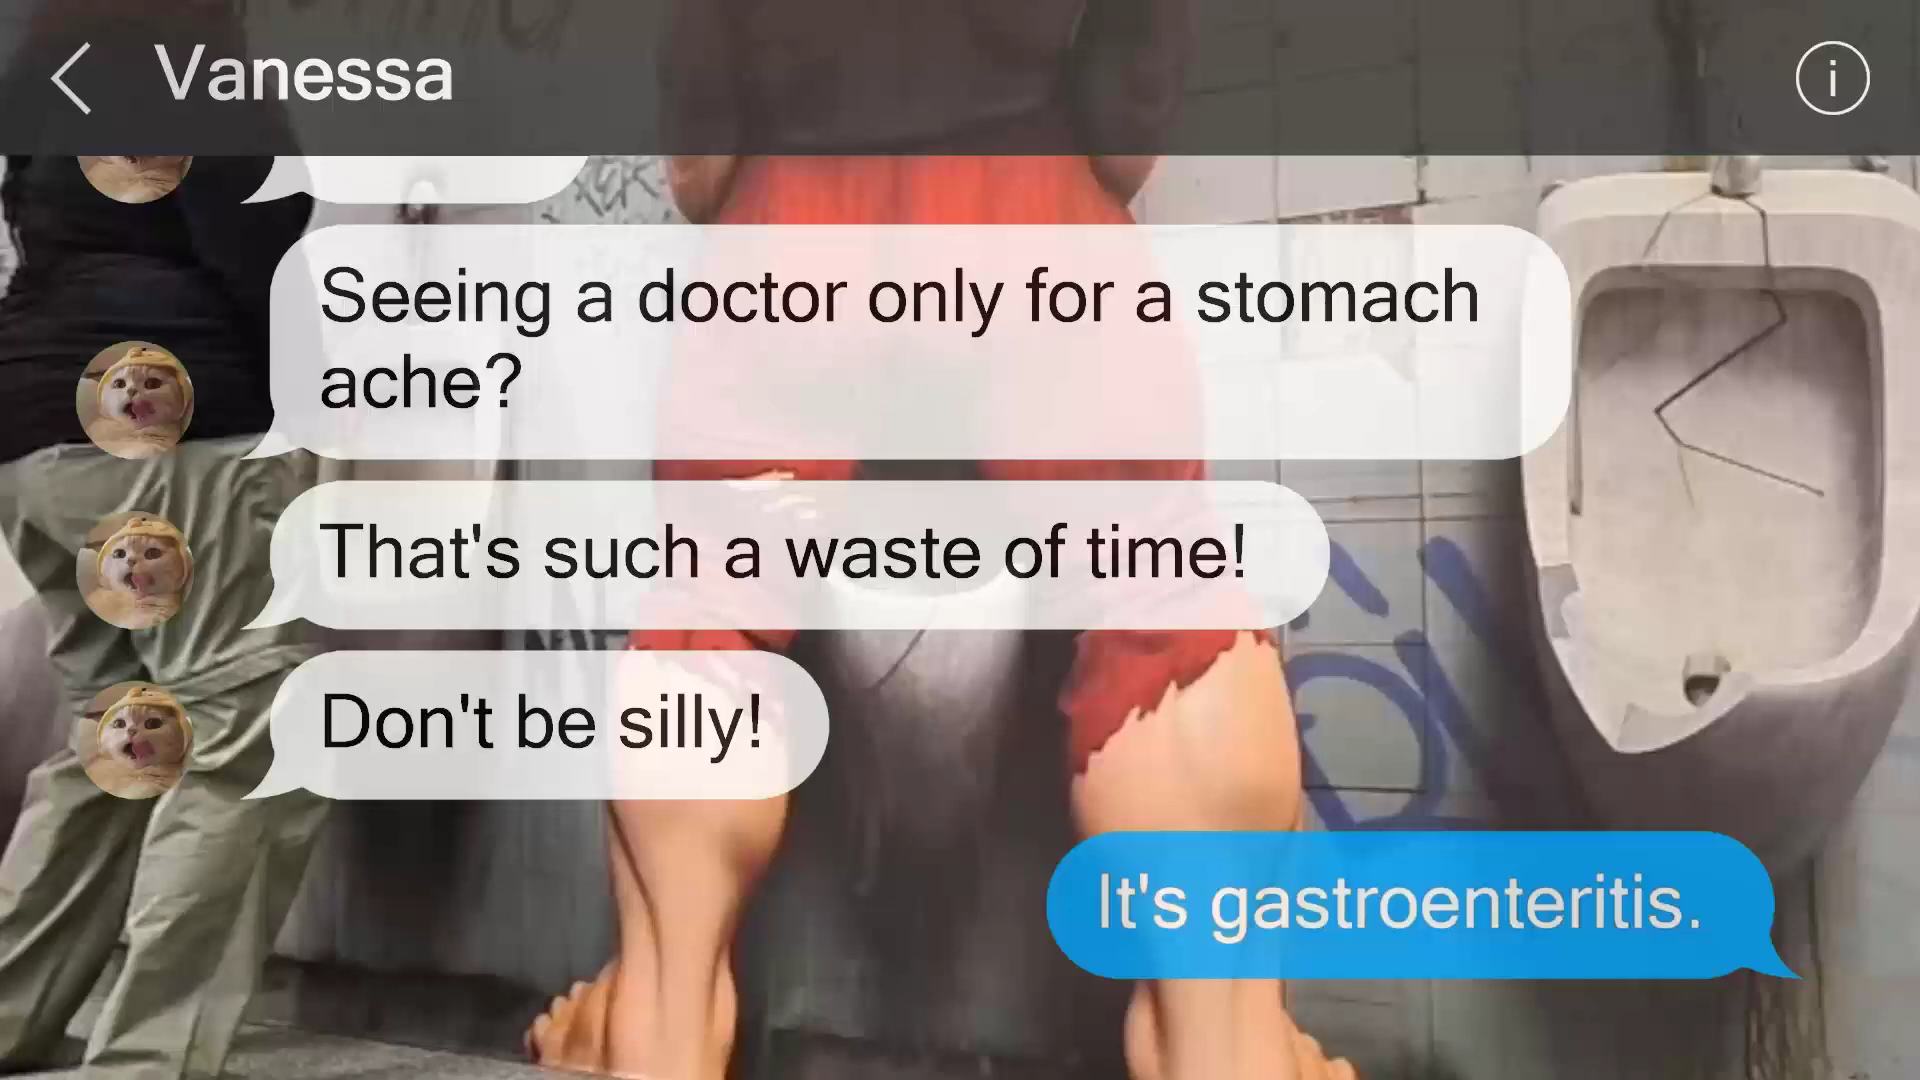 Vanessa
i
Seeing a doctor only for a stomach
ache?
That's such a waste of time!
Don't be silly!
It's gastroenteritis.